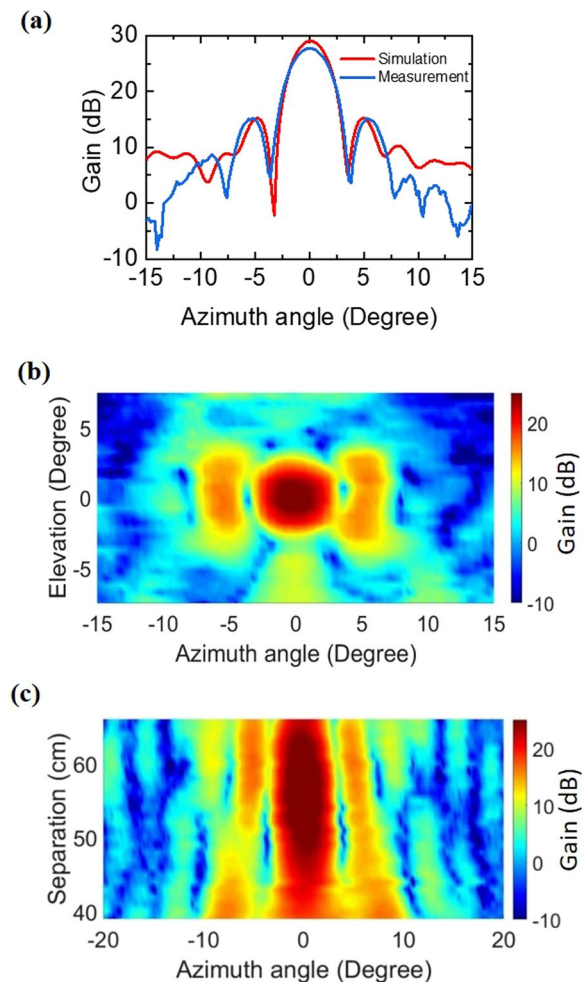 (a)
30
20
10
0
-10
Gain (dB)
Simulation
Measurement
-15 -10 -5 0 5 10 15
Azimuth angle (Degree)
(b)
5
0
-5
Elevation (Degree)
-15 -10 -5 0 5 10 15
Azimuth angle (Degree)
20
10
0
-10
Gain (dB)
(c)
60
50
40
Separation (cm)
-20 -10 0 10 20
Azimuth angle (Degree)
20
10
0
-10
Gain (dB)